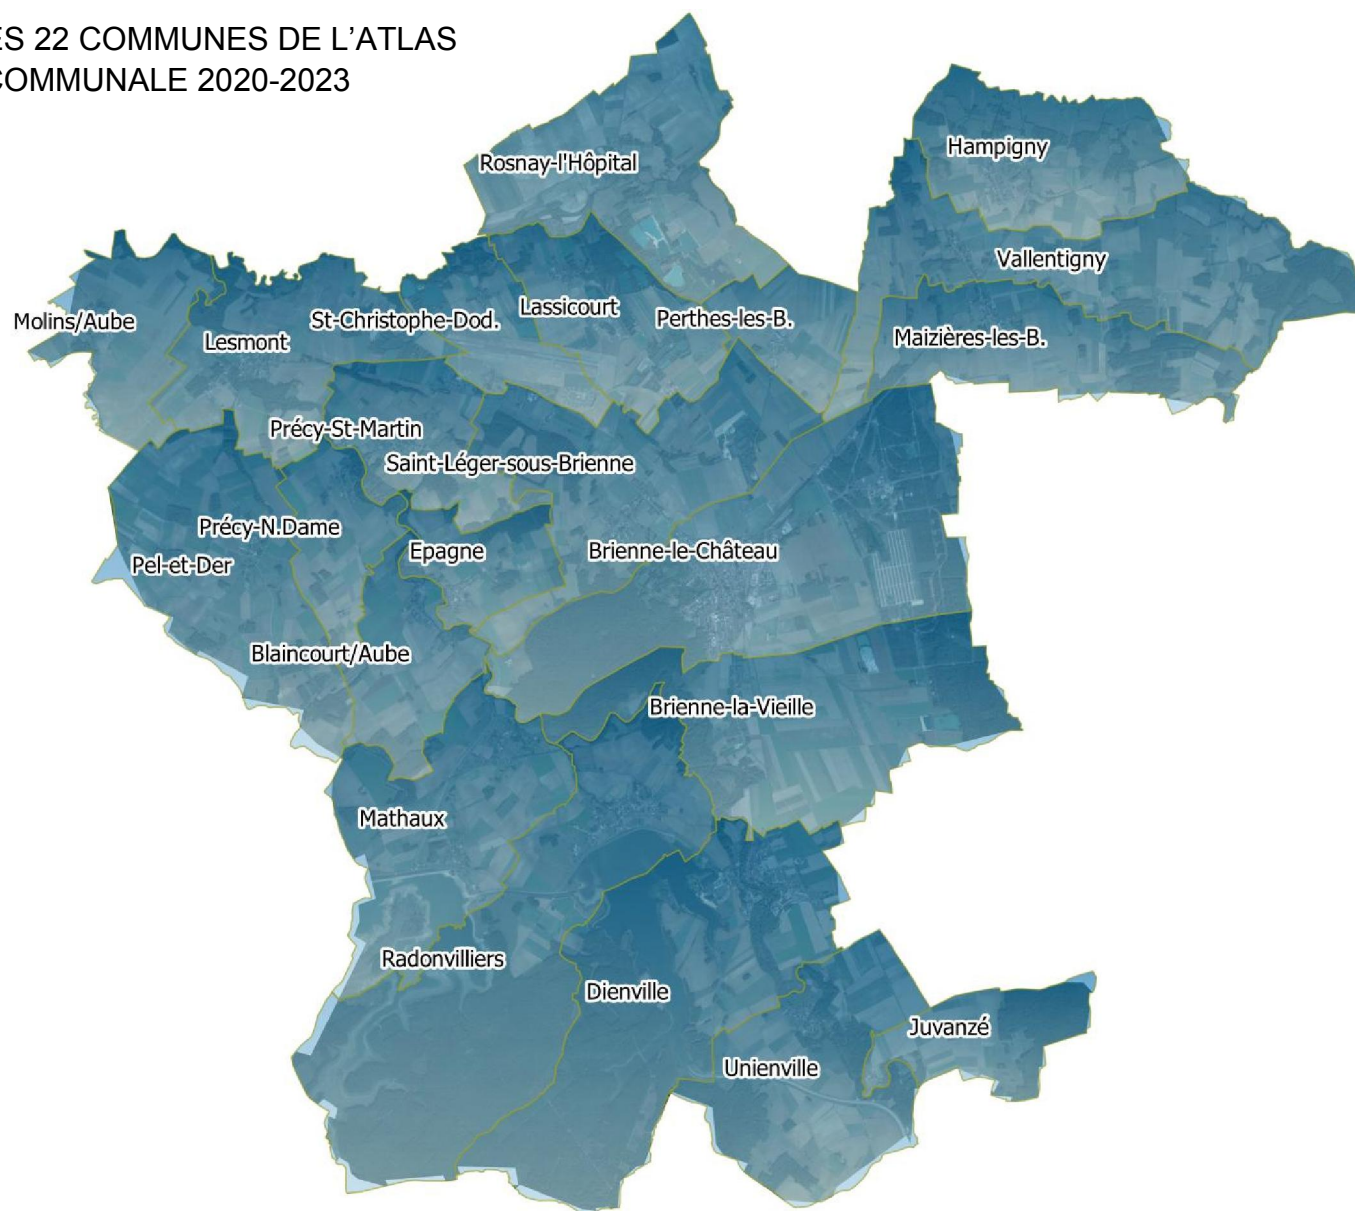 ES 22 COMMUNES DE L’ATLAS
COMMUNALE 2020-2023
Hampigny
Rosnay-l'Hôpital
Vallentigny
Lassicourt
Molins/Aube
St-Christophe-Dod.
Perthes-les-B.
Lesmont
Maizières-les-B.
Précy-St-Martin
Saint-Léger-sous-Brienne
Précy-N.Dame
Epagne
Brienne-le-Château
Pel-et-Der
Blaincourt/Aube
Brienne-la-Vieille
Mathaux
Radonvilliers
Dienville
Juvanzé
Unienville